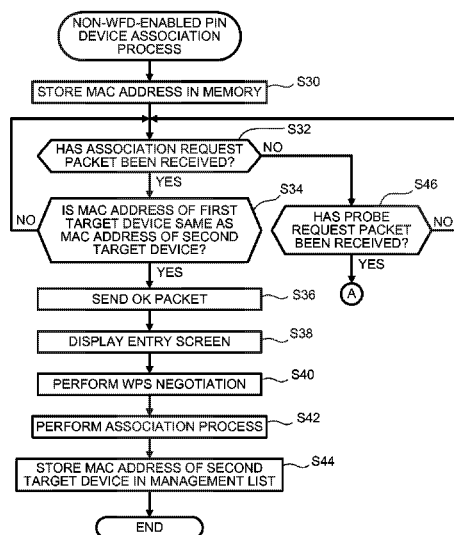 NON-WFD-ENABLED PIN
DEVICE ASSOCIATION
PROCESS
S30
STORE MAC ADDRESS IN MEMORY
S32
HAS ASSOCIATION REQUEST
PACKET BEEN RECEIVED?
NO
YES
S34
S46
NO
IS MAC ADDRESS OF FIRST
TARGET DEVICE SAME AS
MAC ADDRESS OF SECOND
TARGET DEVICE?
HAS PROBE
REQUEST PACKET
BEEN RECEIVED?
NO
YES
YES
A
S36
SEND OK PACKET
S38
DISPLAY ENTRY SCREEN
S40
PERFORM WPS NEGOTIATION
S42
PERFORM ASSOCIATION PROCESS
S44
STORE MAC ADDRESS OF SECOND
TARGET DEVICE IN MANAGEMENT LIST
END